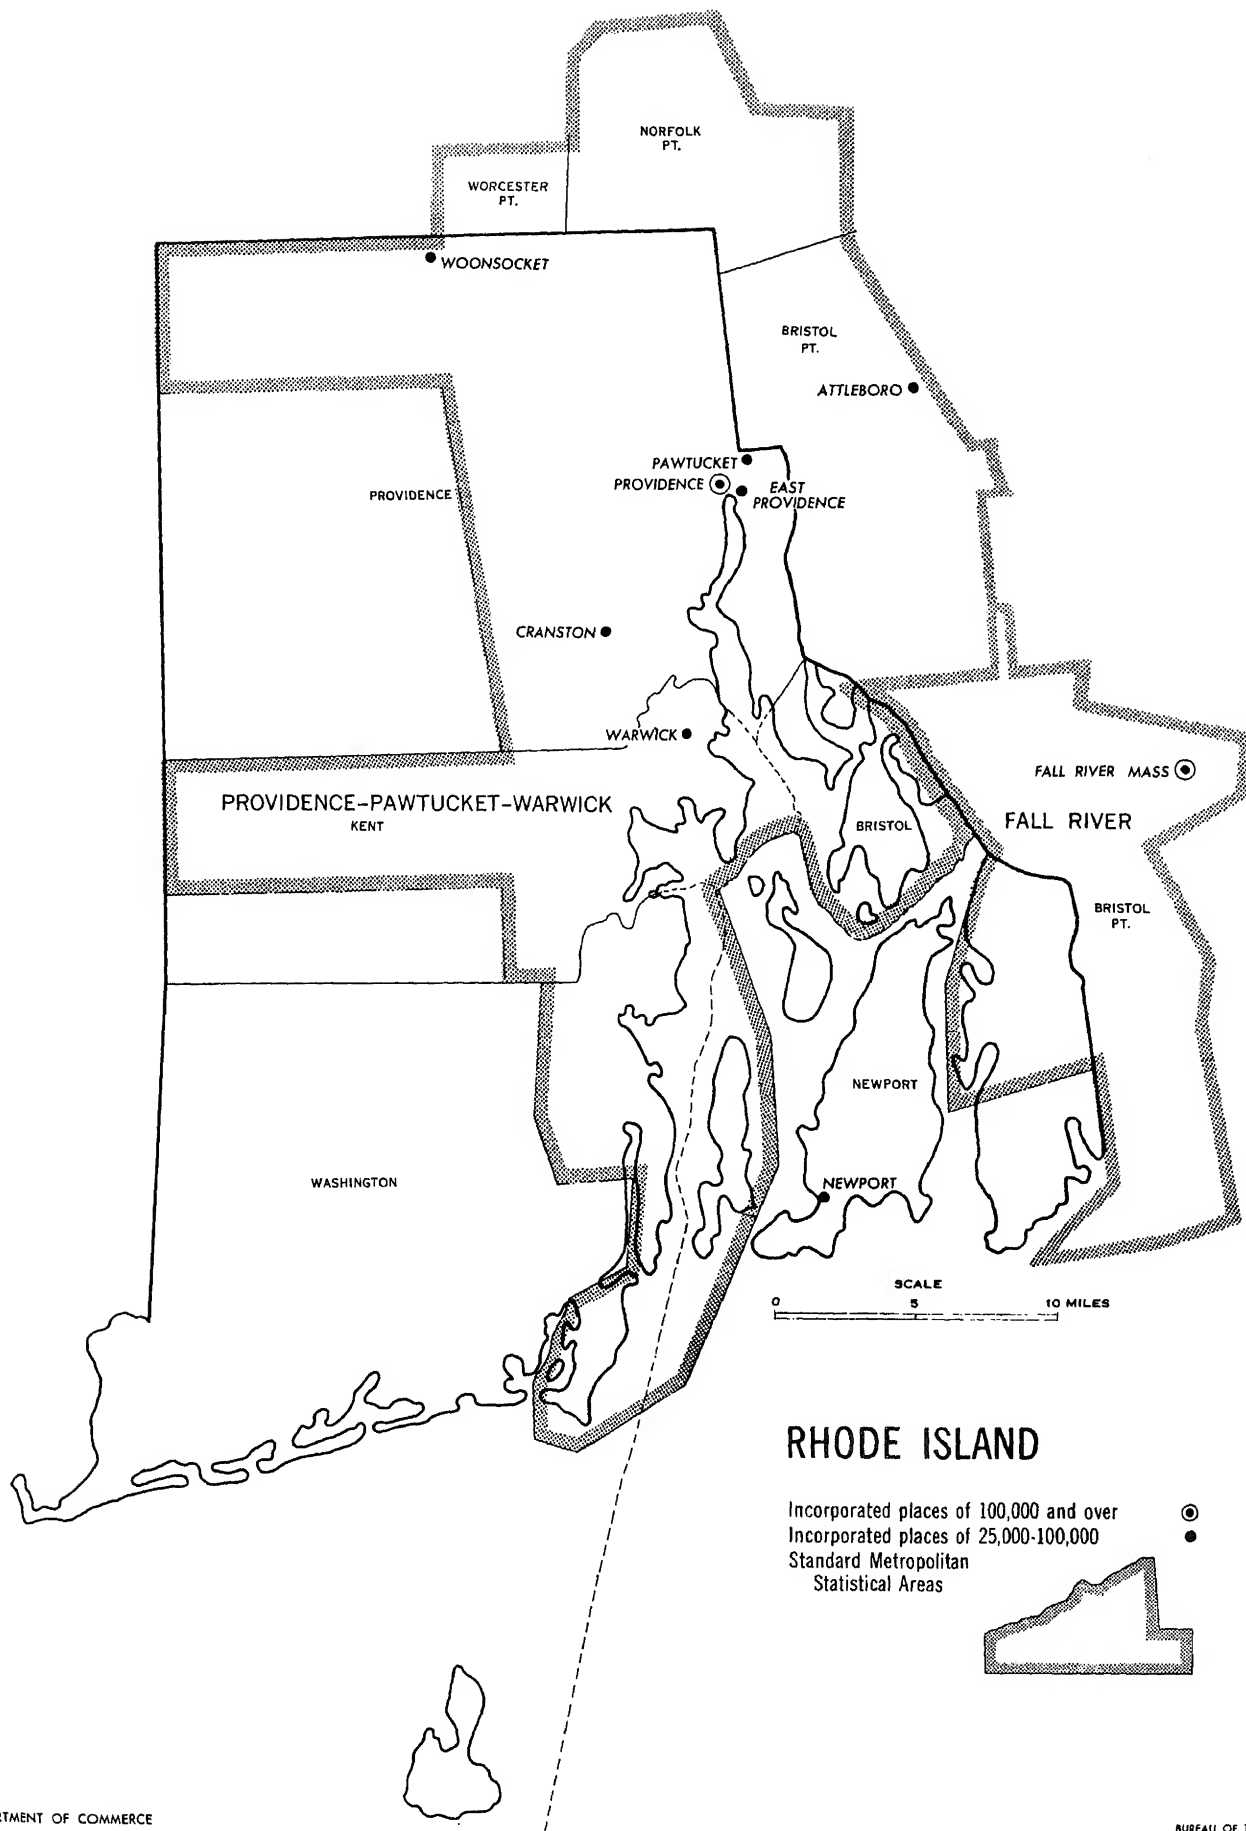 NORFOLK
PT.
WORCESTER
PT.
WOONSOCKET
BRISTOL
PT.
ATTLEBORO
PAWTUCKET
PROVIDENCE
EAST
PROVIDENCE
PROVIDENCE
CRANSTON
WARWICK
FALL RIVER MASS
PROVIDENCE-PAWTUCKET-WARWICK
KENT
BRISTOL
FALL RIVER
BRISTOL
PT.
NEWPORT
WASHINGTON
NEWPORT
SCALE
0 5 10 MILES
RHODE ISLAND
Incorporated places of 100,000 and over
Incorporated places of 25,000-100,000
Standard Metropolitan
Statistical Areas
RTMENT OF COMMERCE
BUREAU OF